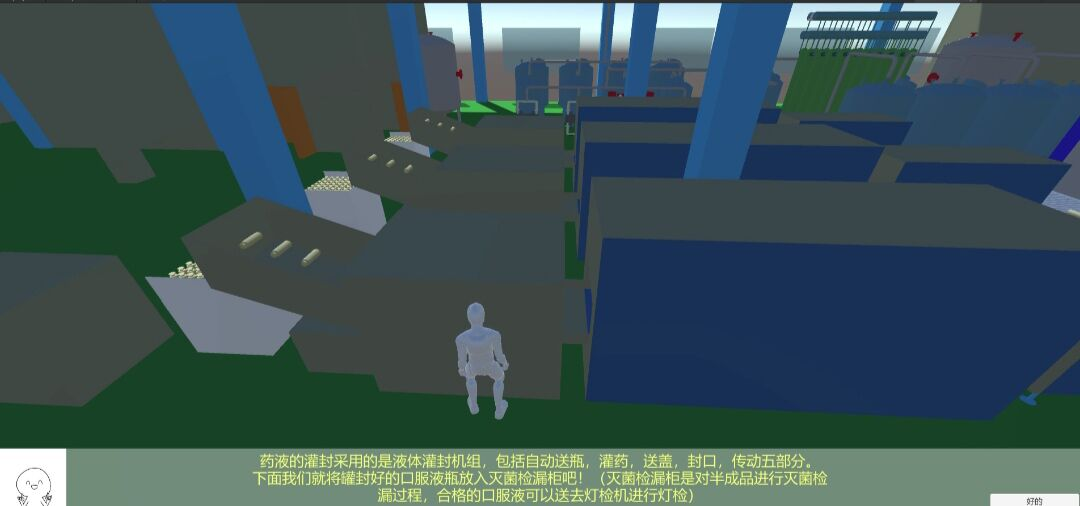 药液的灌封采用的是液体灌封机组，包括自动送瓶，灌药，送盖，封口，传动五部分。
下面我们就将罐封好的口服液瓶放入灭菌检漏柜吧！（灭菌检漏柜是对半成品进行灭菌检
漏过程，合格的口服液可以送去灯检机进行灯检）
好的